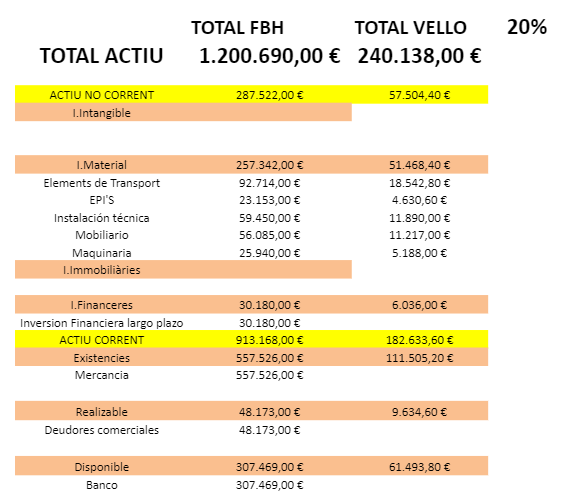 TOTAL FBH TOTAL VELLO 20%
TOTAL ACTIU 1.200.690,00 € 240.138,00 €
ACTIU NO CORRENT 287.522,00 € 57.504,40 €
I.Intangible
I.Material 257.342,00 € 51.468,40 €
Elements de Transport 92.714,00 € 18.542,80 €
EPI'S 23.153,00 € 4.630,60 €
Instalación técnica 59.450,00 € 11.890,00 €
Mobiliario 56.085,00 € 11.217,00 €
Maquinaria 25.940,00 € 5.188,00 €
I.Immobiliàries
I.Financeres 30.180,00 € 6.036,00 €
Inversion Financiera largo plazo 30.180,00 €
ACTIU CORRENT 913.168,00 € 182.633,60 €
Existencies 557.526,00 € 111.505,20 €
Mercancia 557.526,00 €
Realizable 48.173,00 € 9.634,60 €
Deudores comerciales 48.173,00 €
Disponible 307.469,00 € 61.493,80 €
Banco 307.469,00 €